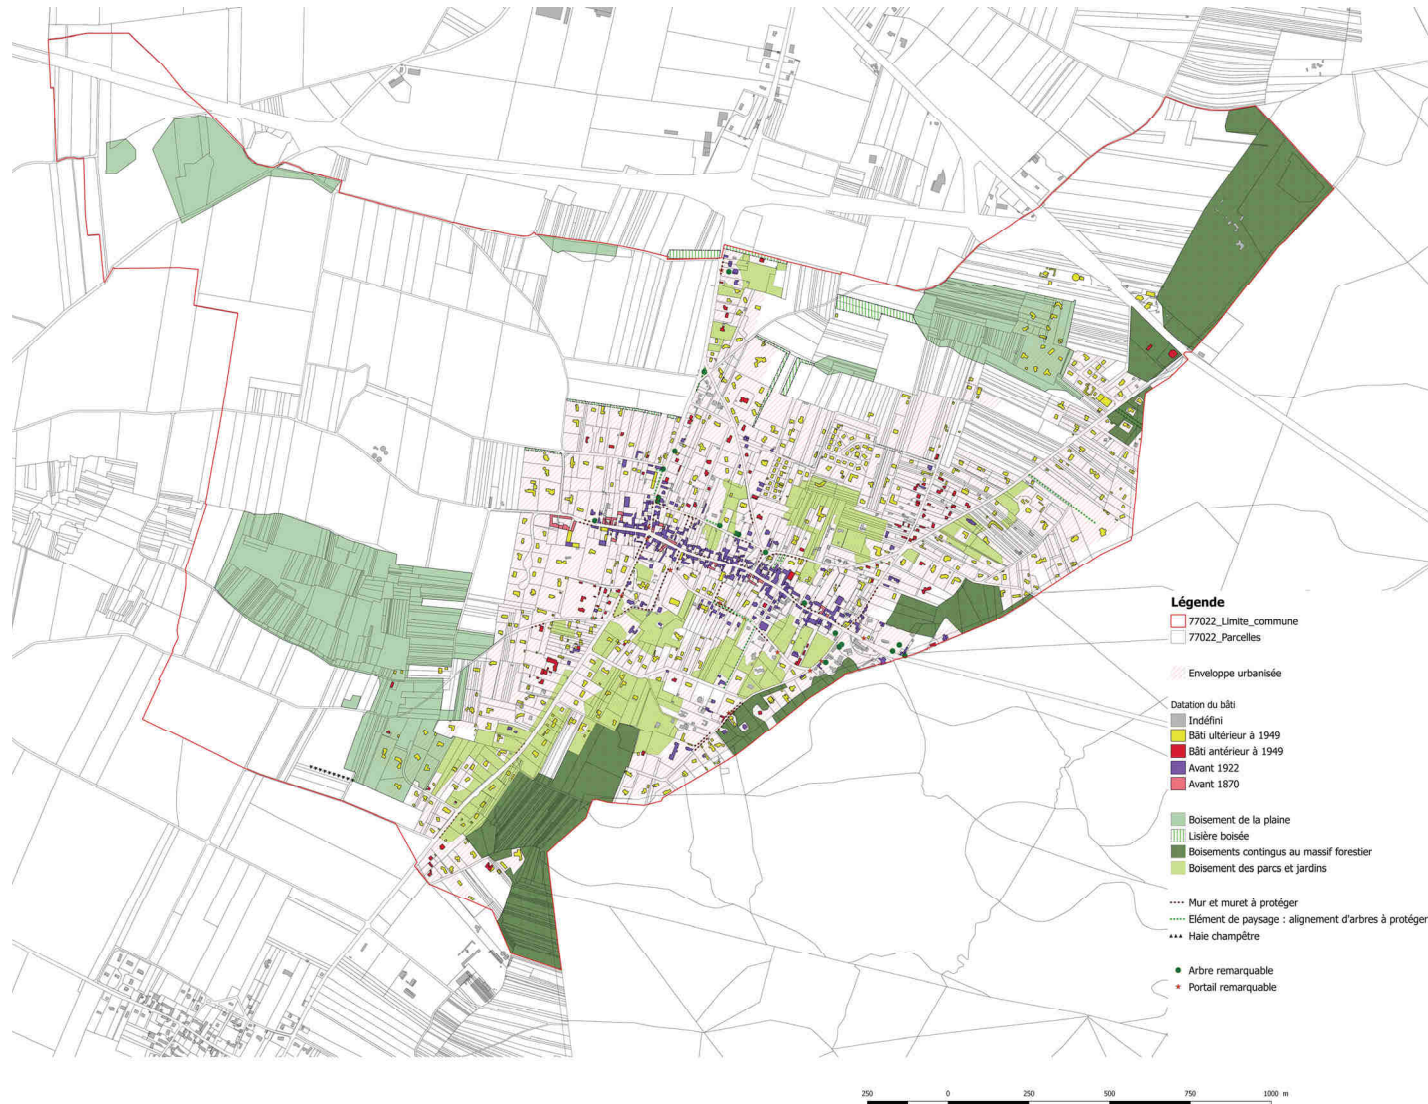 Légende
77022_Limite_commune
77022_Parcelles
Enveloppe urbanisée
Datation du bâti
Indéfini
Bâti ultérieur à 1949
Bâti antérieur à 1949
Avant 1922
Avant 1870
Boisement de la plaine
Lisière boisée
Boisements contingus au massif forestier
Boisement des parcs et jardins
Mur et muret à protéger
Elément de paysage : alignement d'arbres à protéger
Haie champêtre
Arbre remarquable
Portail remarquable
250 0 250 500 750 1000 m